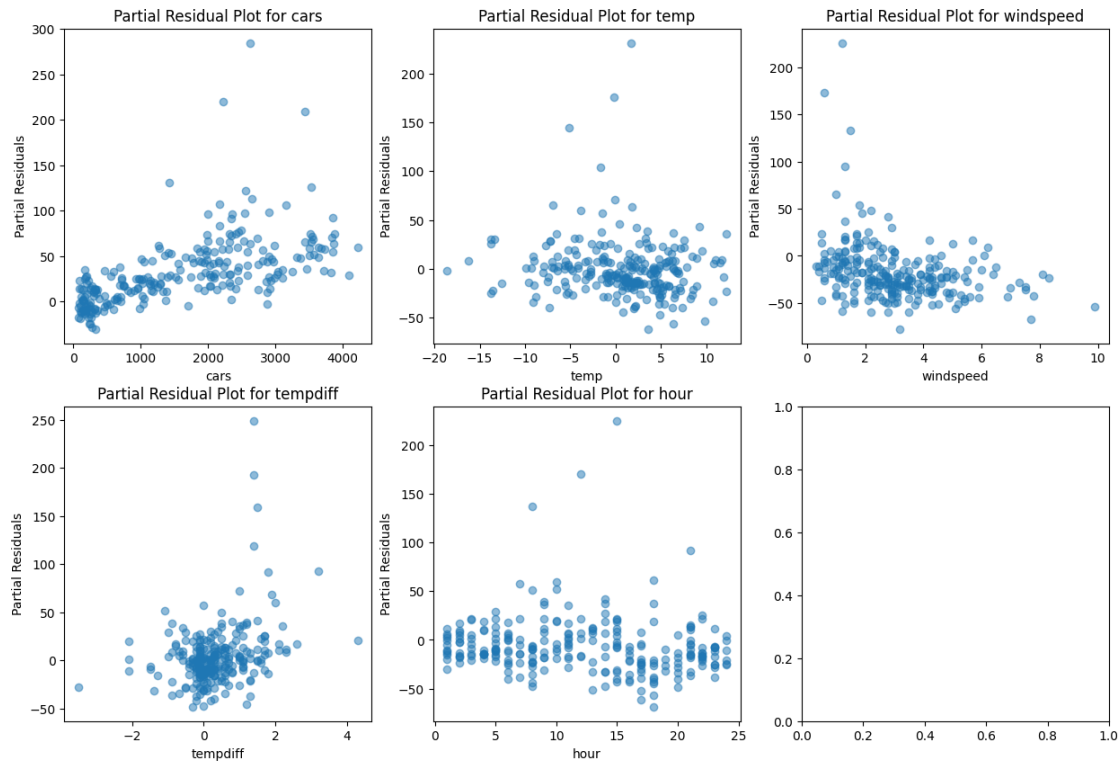 Partial Residual Plot for cars
300
250
200
150
100
50
0
Partial Residuals
0 1000 2000 3000 4000
cars
Partial Residual Plot for temp
200
150
100
50
0
−50
Partial Residuals
−20 −15 −10 −5 0 5 10
temp
Partial Residual Plot for windspeed
200
150
100
50
0
−50
Partial Residuals
0 2 4 6 8 10
windspeed
Partial Residual Plot for tempdiff
250
200
150
100
50
0
−50
Partial Residuals
−2 0 2 4
tempdiff
Partial Residual Plot for hour
200
150
100
50
0
−50
Partial Residuals
0 5 10 15 20 25
hour
1.0
0.8
0.6
0.4
0.2
0.0
0.0 0.2 0.4 0.6 0.8 1.0